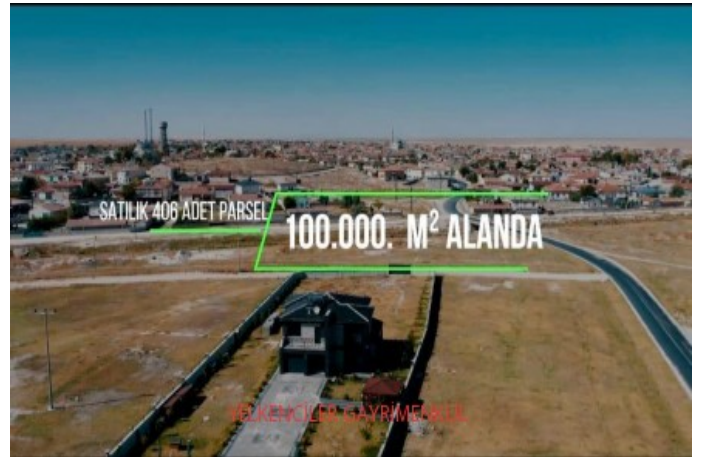 SATILIK 406 ADET PARSEL
100.000. M² ALANDA
YELKENCİLER GAYRİMENKUL